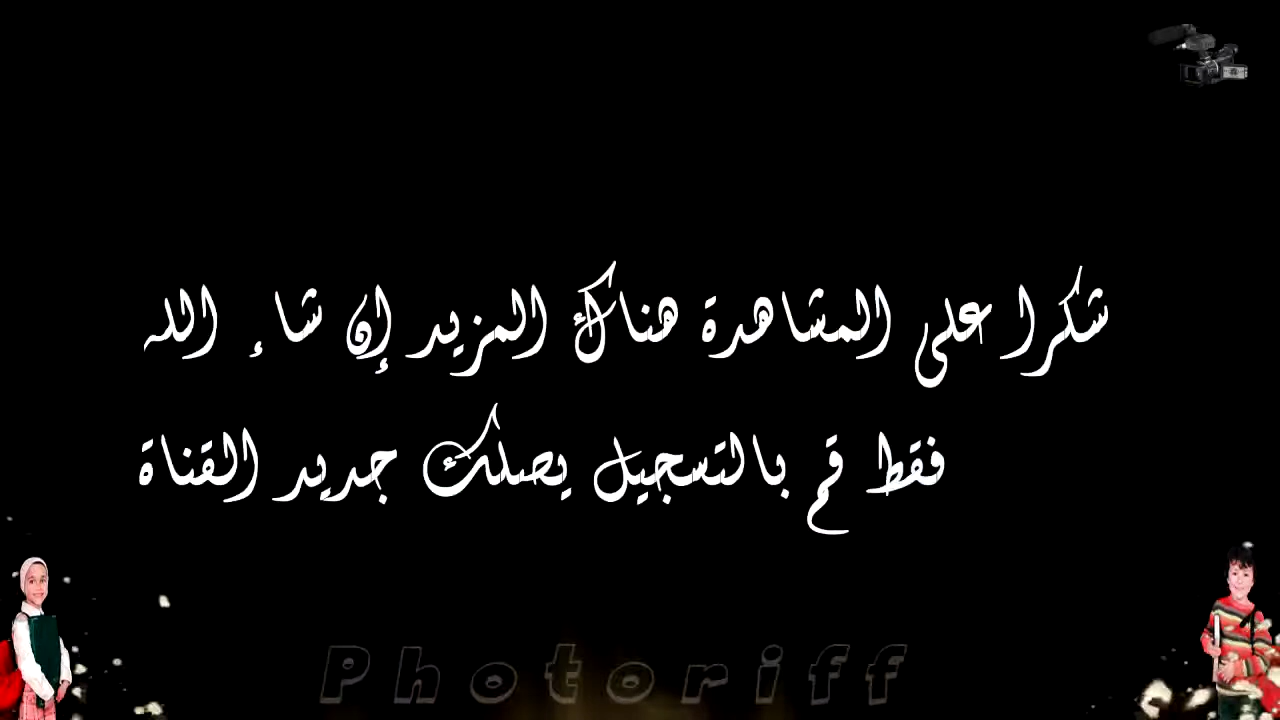 شكرا على المشاهدة هناك المزيد إن شاء الله
فقط قم بالتسجيل يصلك جديد القناة
Photoriff